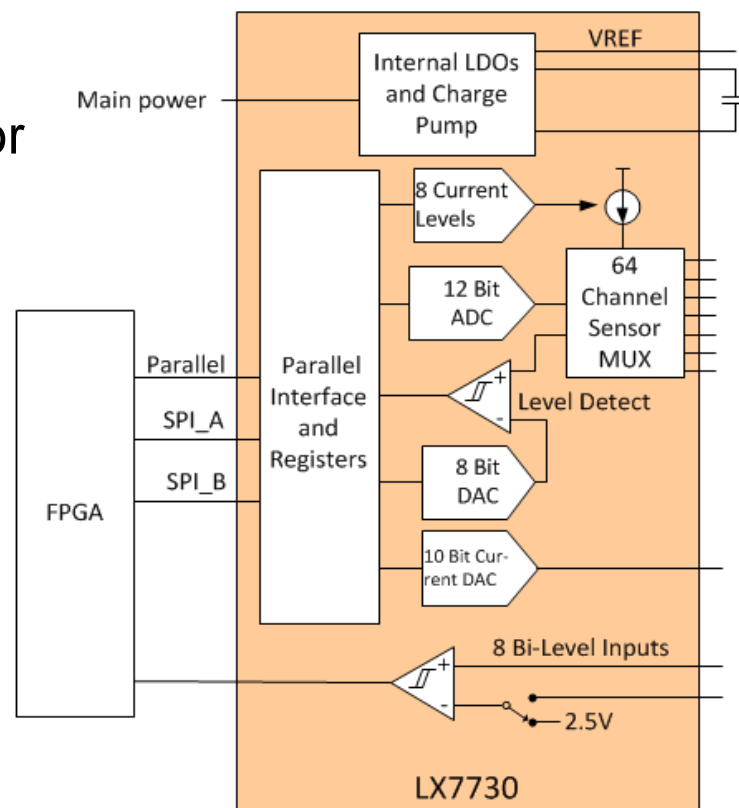 VREF
Internal LDOs
and Charge
Pump
Main power
or
8 Current
Levels
64
Channel
Sensor
MUX
12 Bit
ADC
Parallel
SPI_A
SPI_B
Parallel
Interface
and
Registers
+
-
Level Detect
8 Bit
DAC
FPGA
10 Bit Cur-
rent DAC
8 Bi-Level Inputs
+
-
2.5V
LX7730